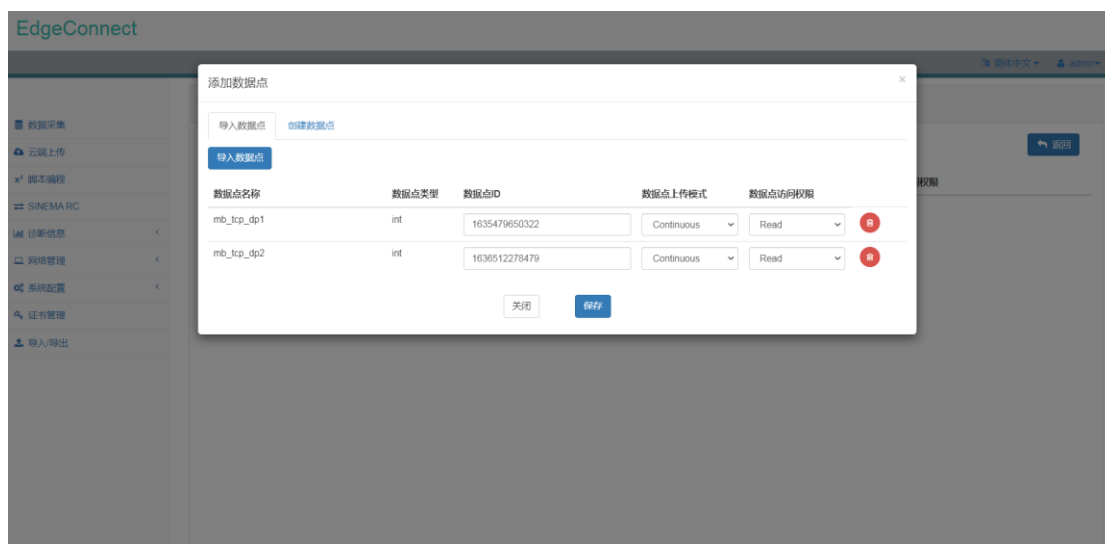 EdgeConnect
简体中文 admin
添加数据点 ×
导入数据点 创建数据点
导入数据点
数据点名称 数据点类型 数据点ID 数据点上传模式 数据点访问权限
mb_tcp_dp1 int 1635479650322 Continuous Read
mb_tcp_dp2 int 1636512278479 Continuous Read
关闭 保存
数据采集
云端上传
x² 脚本编程
SINEMA RC
诊断信息
网络管理
系统配置
证书管理
导入/导出
返回
权限